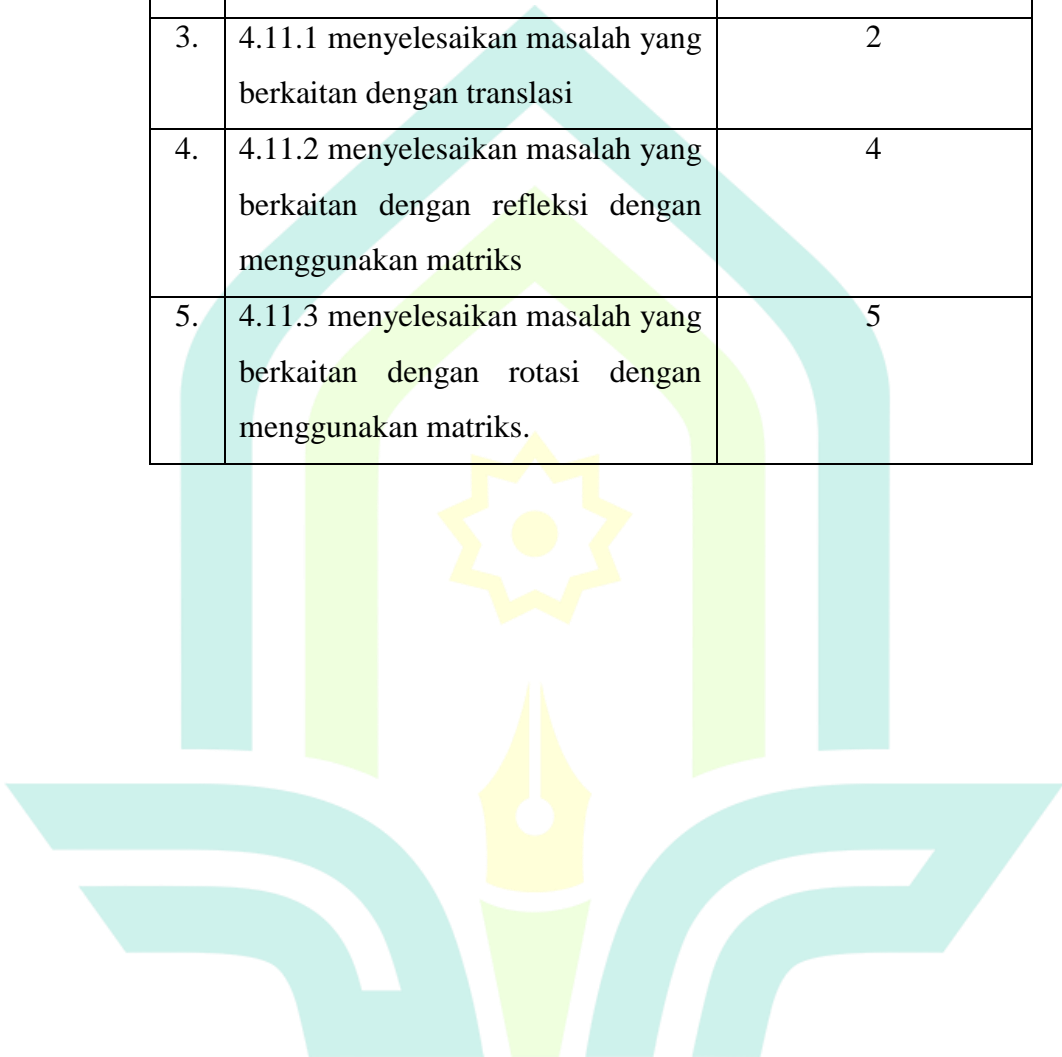 3. 4.11.1 menyelesaikan masalah yang 2
berkaitan dengan translasi
4. 4.11.2 menyelesaikan masalah yang 4
berkaitan dengan refleksi dengan
menggunakan matriks
5. 4.11.3 menyelesaikan masalah yang 5
berkaitan dengan rotasi dengan
menggunakan matriks.